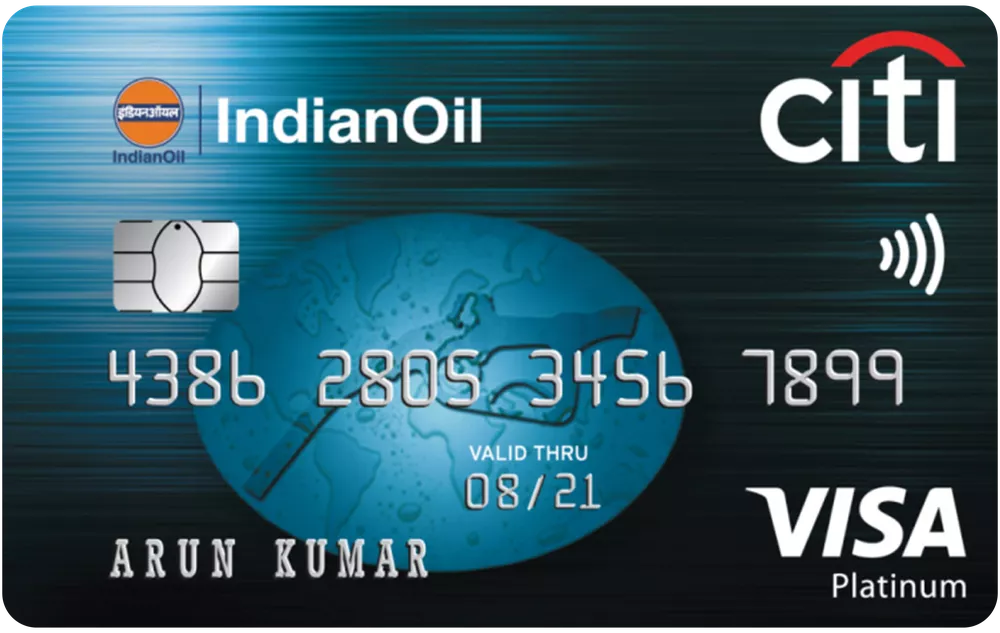 इंडियनऑयल
IndianOil
IndianOil
citi
4386 2805 3456 7899
VALID THRU
08/21
ARUN KUMAR
VISA
Platinum